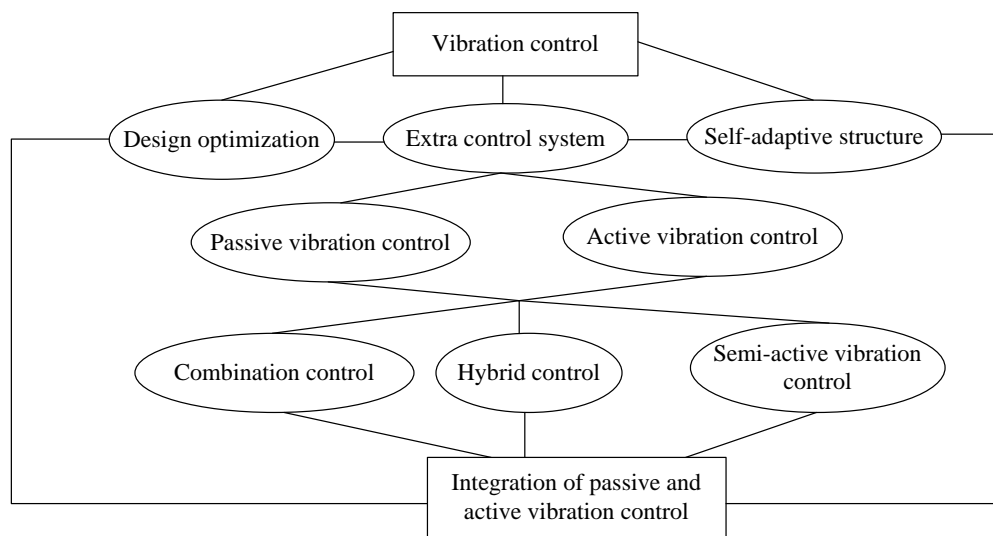 Vibration control
Design optimization
Extra control system
Self-adaptive structure
Passive vibration control
Active vibration control
Combination control
Hybrid control
Semi-active vibration
control
Integration of passive and
active vibration control